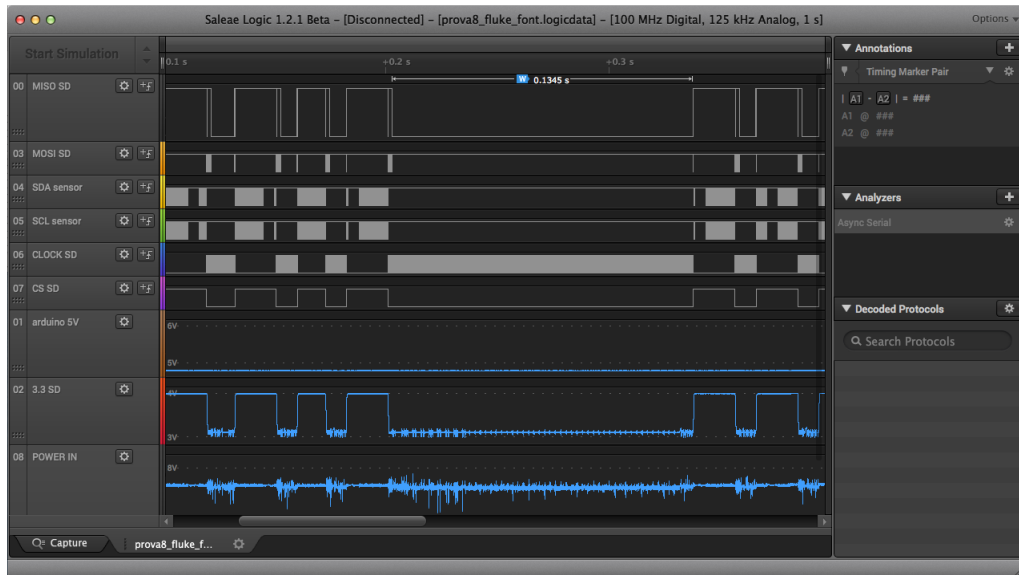 Saleae Logic 1.2.1 Beta – [Disconnected] – [prova8_fluke_font.logicdata] – [100 MHz Digital, 125 kHz Analog, 1 s]
Options
Start Simulation
0.1 s +0.2 s +0.3 s
W 0.1345 s
00 MISO SD
03 MOSI SD
04 SDA sensor
05 SCL sensor
06 CLOCK SD
07 CS SD
01 arduino 5V
6V
5V
02 3.3 SD
4V
3V
08 POWER IN
8V
Annotations
Timing Marker Pair
| A1 - A2 | = ###
A1 @ ###
A2 @ ###
Analyzers
Async Serial
Decoded Protocols
Search Protocols
Capture
prova8_fluke_f...